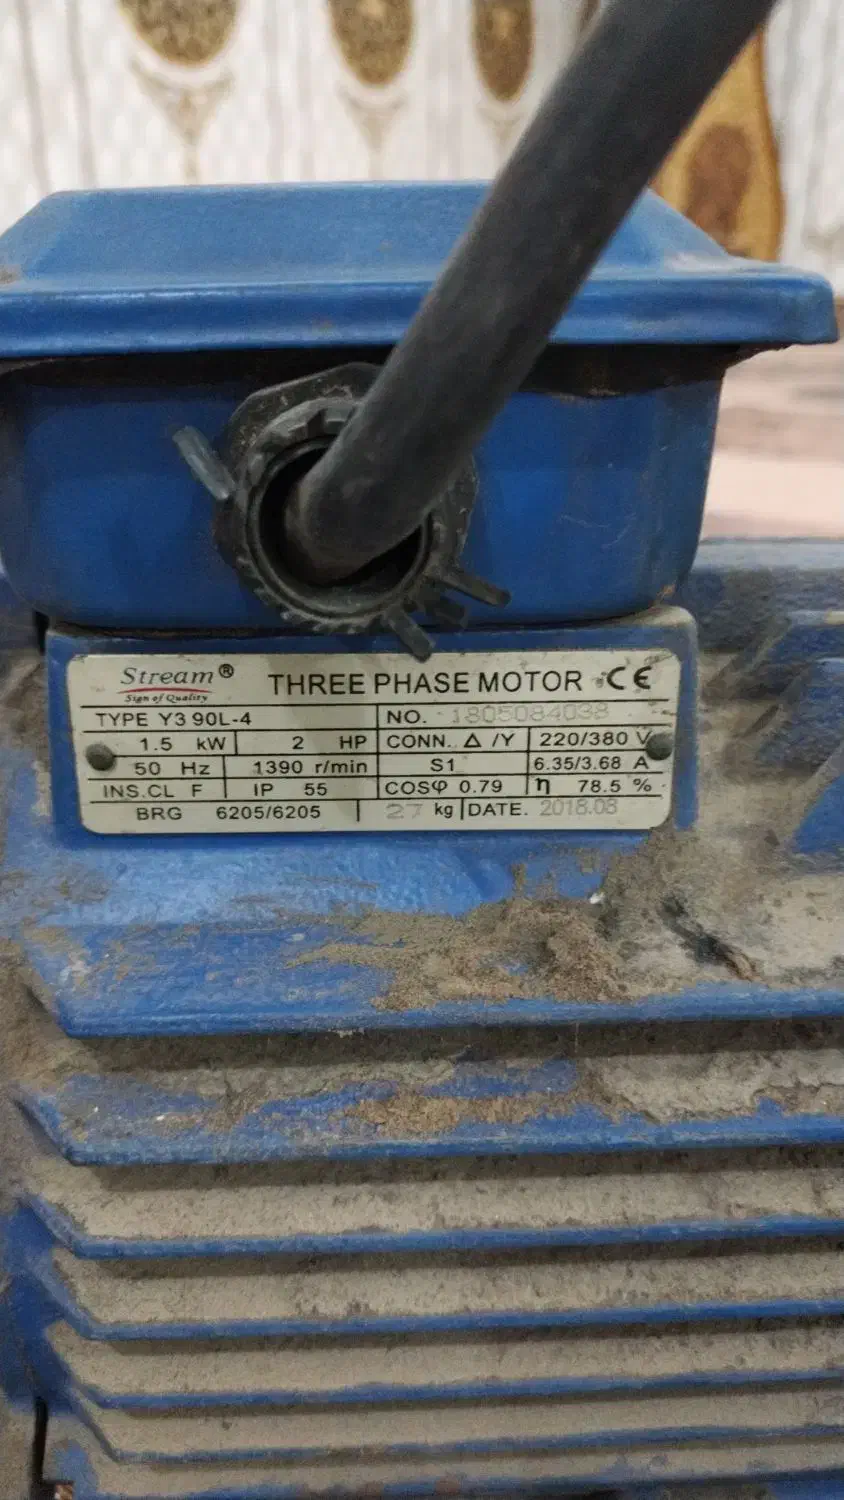 Stream®
Sign of Quality
THREE PHASE MOTOR CE
TYPE Y3 90L-4 NO. 1805084038
1.5 kW 2 HP CONN. Δ/Y 220/380 V
50 Hz 1390 r/min S1 6.35/3.68 A
INS.CL F IP 55 COSφ 0.79 η 78.5 %
BRG 6205/6205 27 kg DATE. 2018.08